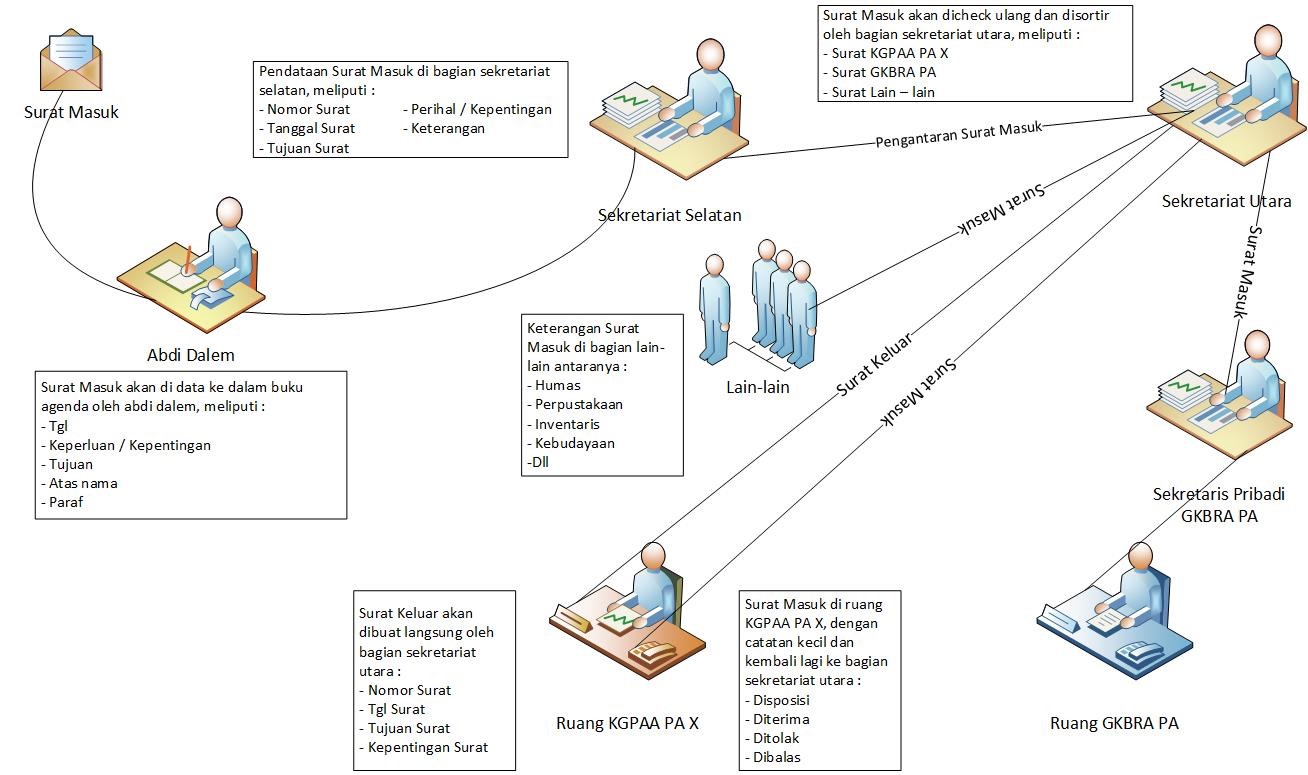 Surat Masuk
Pendataan Surat Masuk di bagian sekretariat
selatan, meliputi :
- Nomor Surat - Perihal / Kepentingan
- Tanggal Surat - Keterangan
- Tujuan Surat
Surat Masuk akan dicheck ulang dan disortir
oleh bagian sekretariat utara, meliputi :
- Surat KGPAA PA X
- Surat GKBRA PA
- Surat Lain – lain
Pengantaran Surat Masuk
Sekretariat Selatan
Sekretariat Utara
Surat Masuk
Surat Masuk
Abdi Dalem
Surat Masuk akan di data ke dalam buku
agenda oleh abdi dalem, meliputi :
- Tgl
- Keperluan / Kepentingan
- Tujuan
- Atas nama
- Paraf
Keterangan Surat
Masuk di bagian lain-
lain antaranya :
- Humas
- Perpustakaan
- Inventaris
- Kebudayaan
-Dll
Lain-lain
Surat Keluar
Surat Masuk
Sekretaris Pribadi
GKBRA PA
Surat Keluar akan
dibuat langsung oleh
bagian sekretariat
utara :
- Nomor Surat
- Tgl Surat
- Tujuan Surat
- Kepentingan Surat
Ruang KGPAA PA X
Surat Masuk di ruang
KGPAA PA X, dengan
catatan kecil dan
kembali lagi ke bagian
sekretariat utara :
- Disposisi
- Diterima
- Ditolak
- Dibalas
Ruang GKBRA PA